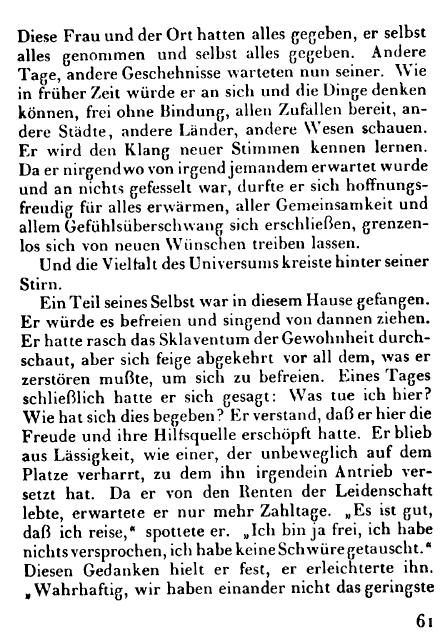 Diese Frau und der Ort hatten alles gegeben, er selbst
alles genommen und selbst alles gegeben. Andere
Tage, andere Geschehnisse warteten nun seiner. Wie
in früher Zeit würde er an sich und die Dinge denken
können, frei ohne Bindung, allen Zufällen bereit, an-
dere Städte, andere Länder, andere Wesen schauen.
Er wird den Klang neuer Stimmen kennen lernen.
Da er nirgendwo von irgend jemandem erwartet wurde
und an nichts gefesselt war, durfte er sich hoffnungs-
freudig für alles erwärmen, aller Gemeinsamkeit und
allem Gefühlsüberschwang sich erschließen, grenzen-
los sich von neuen Wünschen treiben lassen.
Und die Vielfalt des Universums kreiste hinter seiner
Stirn.
Ein Teil seines Selbst war in diesem Hause gefangen.
Er würde es befreien und singend von dannen ziehen.
Er hatte rasch das Sklaventum der Gewohnheit durch-
schaut, aber sich feige abgekehrt vor all dem, was er
zerstören mußte, um sich zu befreien. Eines Tages
schließlich hatte er sich gesagt: Was tue ich hier?
Wie hat sich dies begeben? Er verstand, daß er hier die
Freude und ihre Hilfsquelle erschöpft hatte. Er blieb
aus Lässigkeit, wie einer, der unbeweglich auf dem
Platze verharrt, zu dem ihn irgendein Antrieb ver-
setzt hat. Da er von den Renten der Leidenschaft
lebte, erwartete er nur mehr Zahltage. „Es ist gut,
daß ich reise,“ spottete er. „Ich bin ja frei, ich habe
nichts versprochen, ich habe keine Schwüre getauscht.“
Diesen Gedanken hielt er fest, er erleichterte ihn.
„Wahrhaftig, wir haben einander nicht das geringste
61